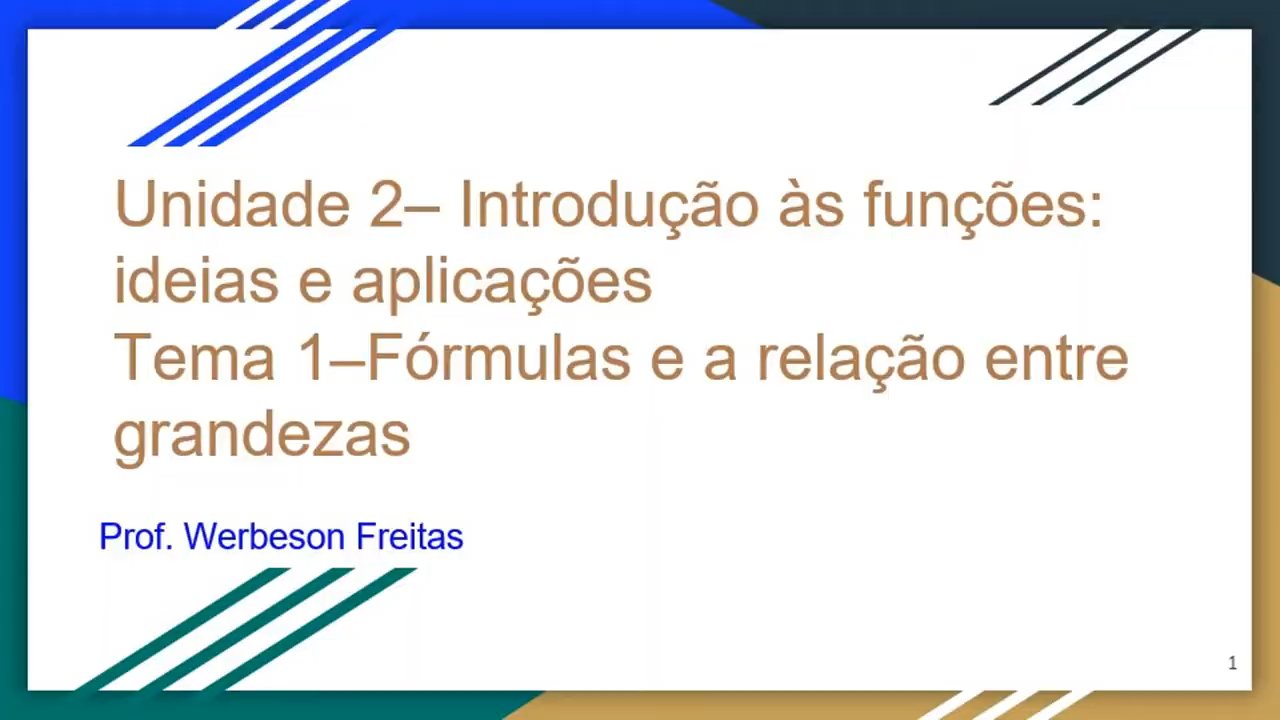 Unidade 2– Introdução às funções:
ideias e aplicações
Tema 1–Fórmulas e a relação entre
grandezas
Prof. Werbeson Freitas
1